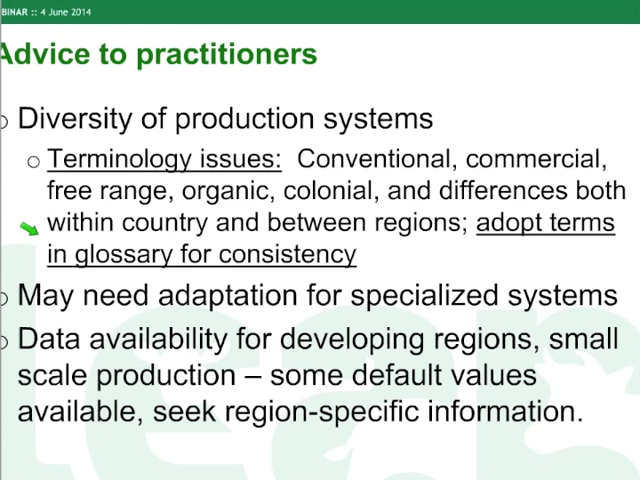 BINAR :: 4 June 2014
Advice to practitioners
o Diversity of production systems
o Terminology issues: Conventional, commercial,
free range, organic, colonial, and differences both
within country and between regions; adopt terms
in glossary for consistency
o May need adaptation for specialized systems
o Data availability for developing regions, small
scale production – some default values
available, seek region-specific information.